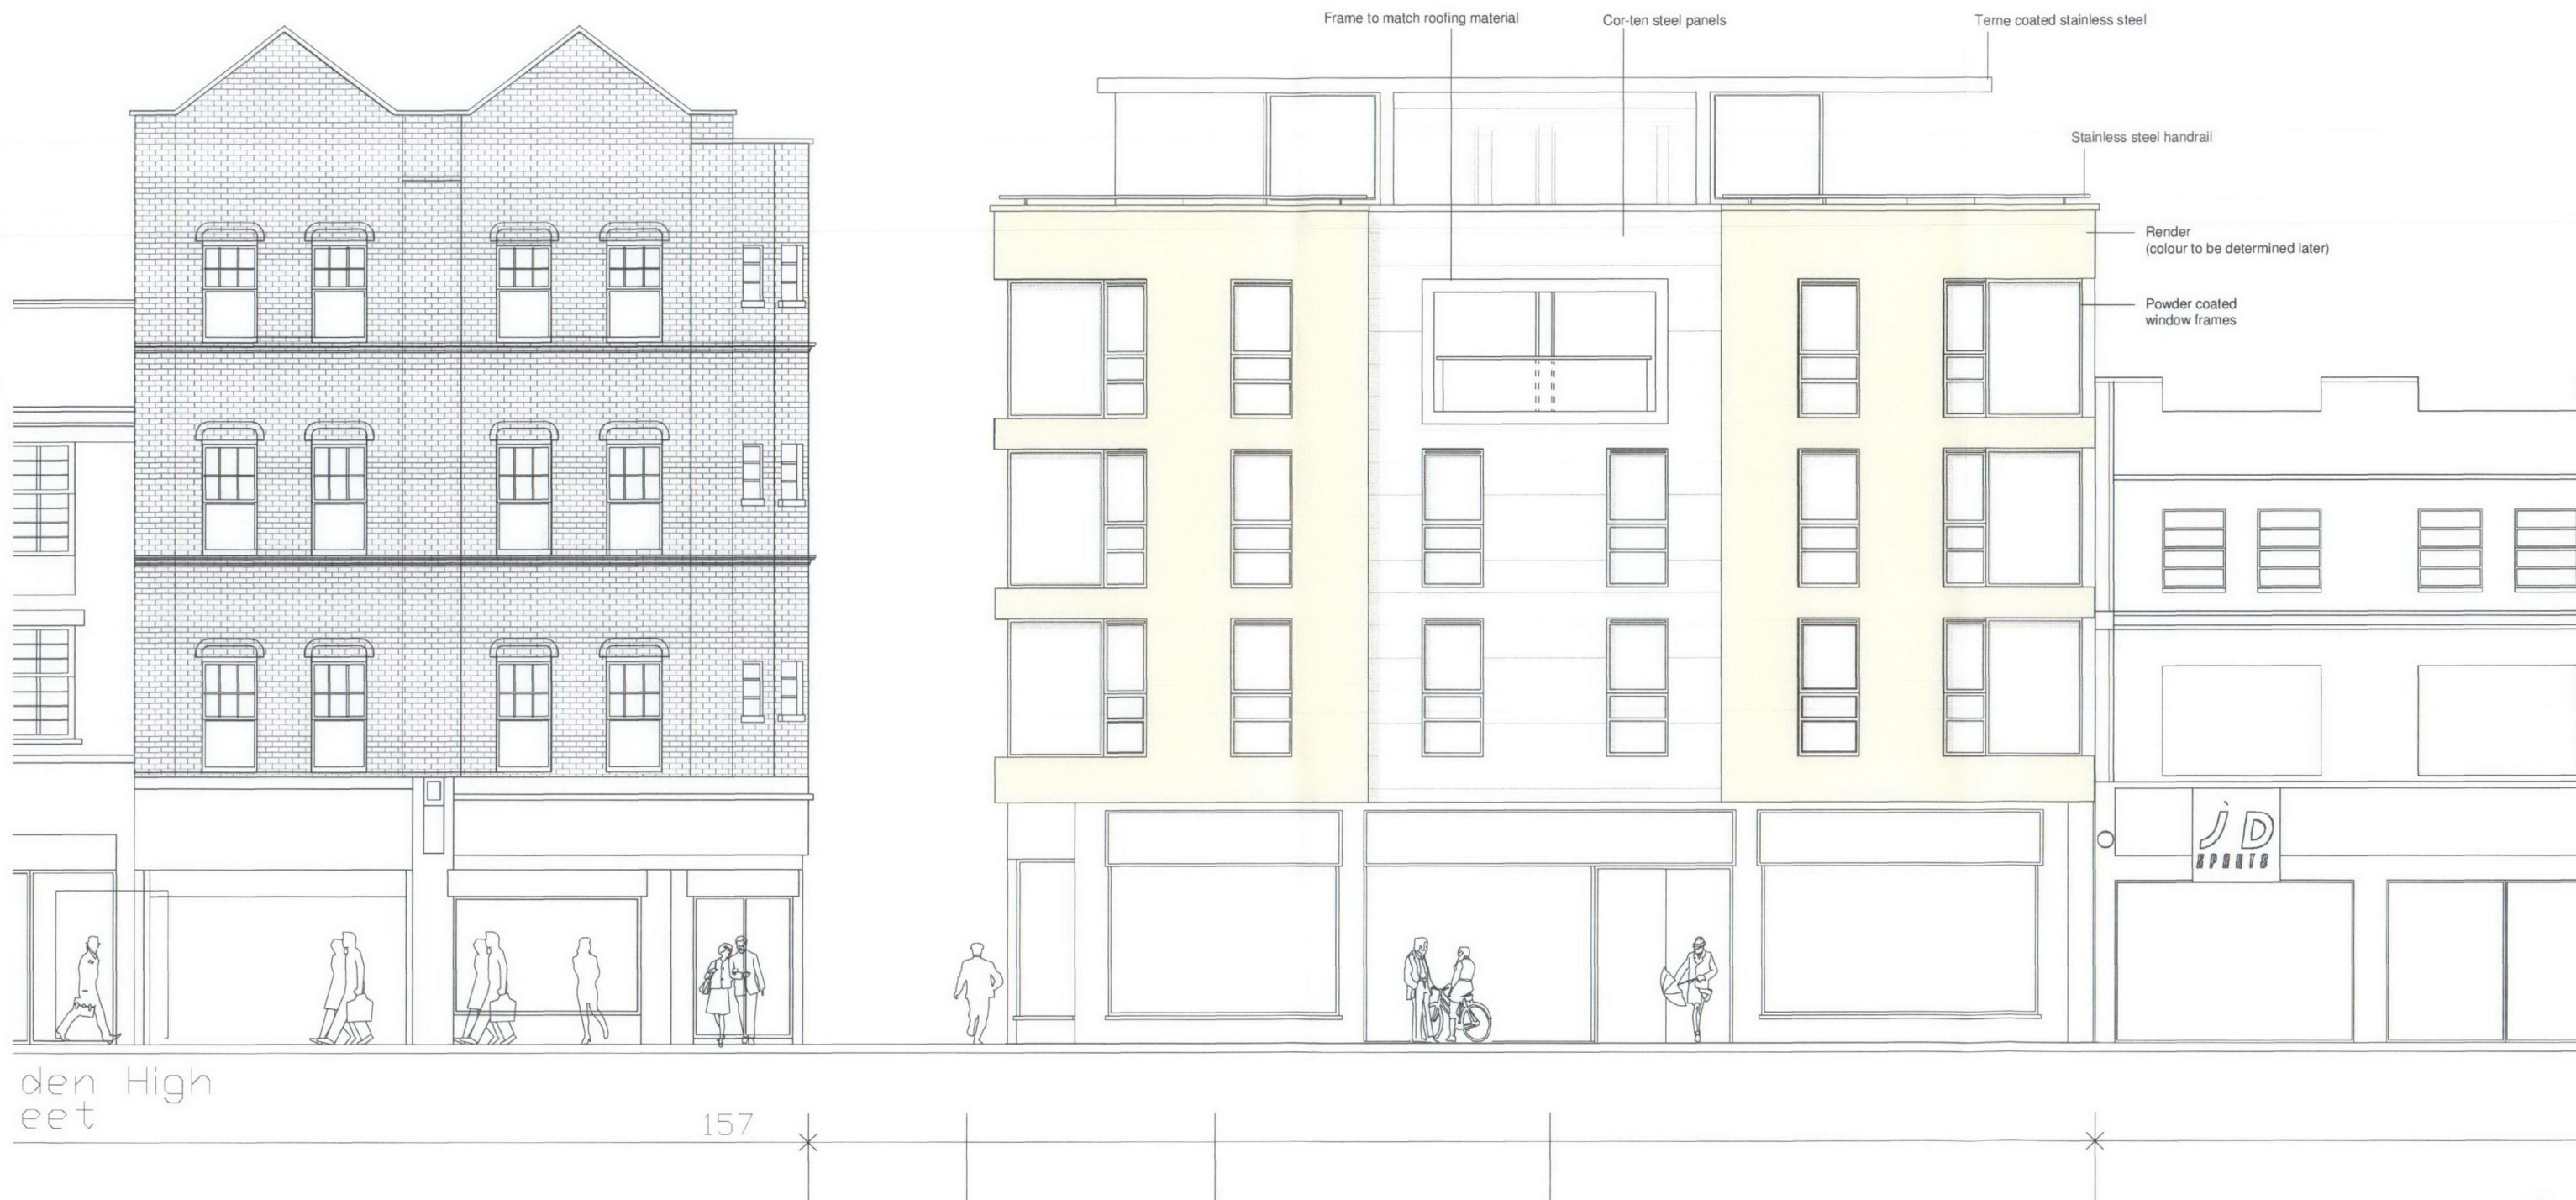 Frame to match roofing material
Cor-ten steel panels
Terne coated stainless steel
Stainless steel handrail
Render
(colour to be determined later)
Powder coated
window frames
JD
SPORTS
den High
eet
157